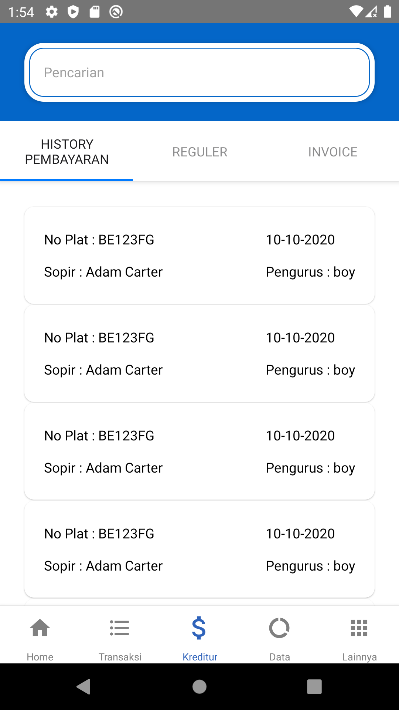 1:54
Pencarian
HISTORY
PEMBAYARAN
REGULER
INVOICE
No Plat : BE123FG
10-10-2020
Sopir : Adam Carter
Pengurus : boy
No Plat : BE123FG
10-10-2020
Sopir : Adam Carter
Pengurus : boy
No Plat : BE123FG
10-10-2020
Sopir : Adam Carter
Pengurus : boy
No Plat : BE123FG
10-10-2020
Sopir : Adam Carter
Pengurus : boy
Home
Transaksi
Kreditur
Data
Lainnya